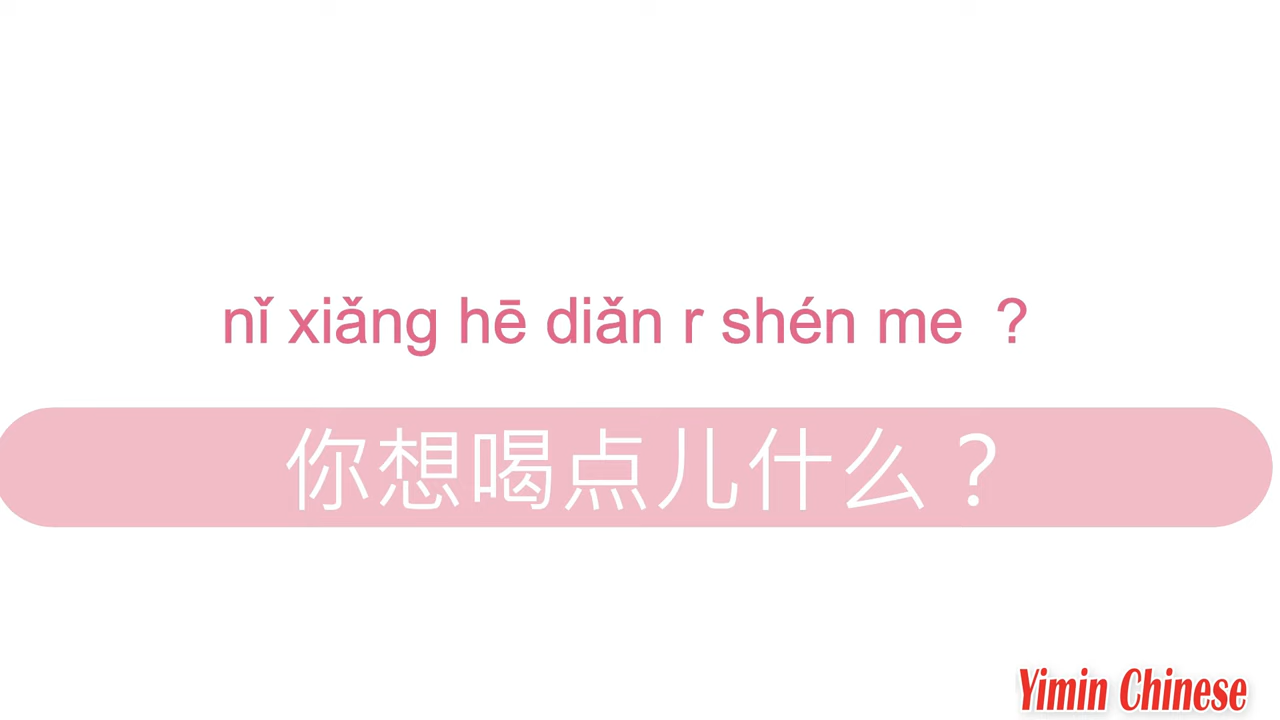 nǐ xiǎng hē diǎn r shén me ？
你想喝点儿什么？
Yimin Chinese